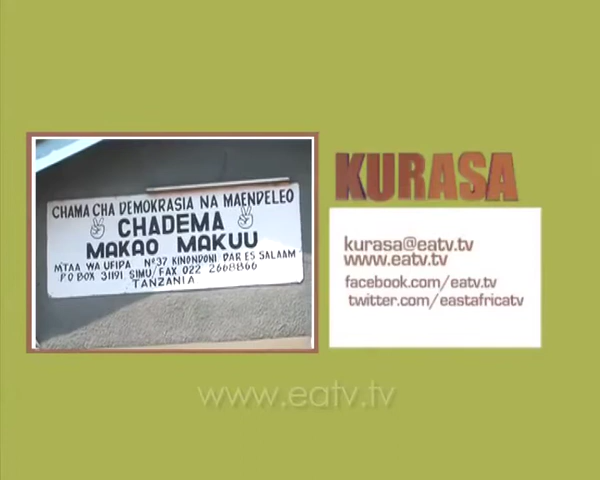 CHAMA CHA DEMOKRASIA NA MAENDELEO
CHADEMA
MAKAO MAKUU
MTAA WA UFIPA Nº37 KINONDONI DAR ES SALAAM
P O BOX 31191 SIMU/FAX 022 2668866
TANZANIA
KURASA
kurasa@eatv.tv
www.eatv.tv
facebook.com/eatv.tv
twitter.com/eastafricatv
www.eatv.tv